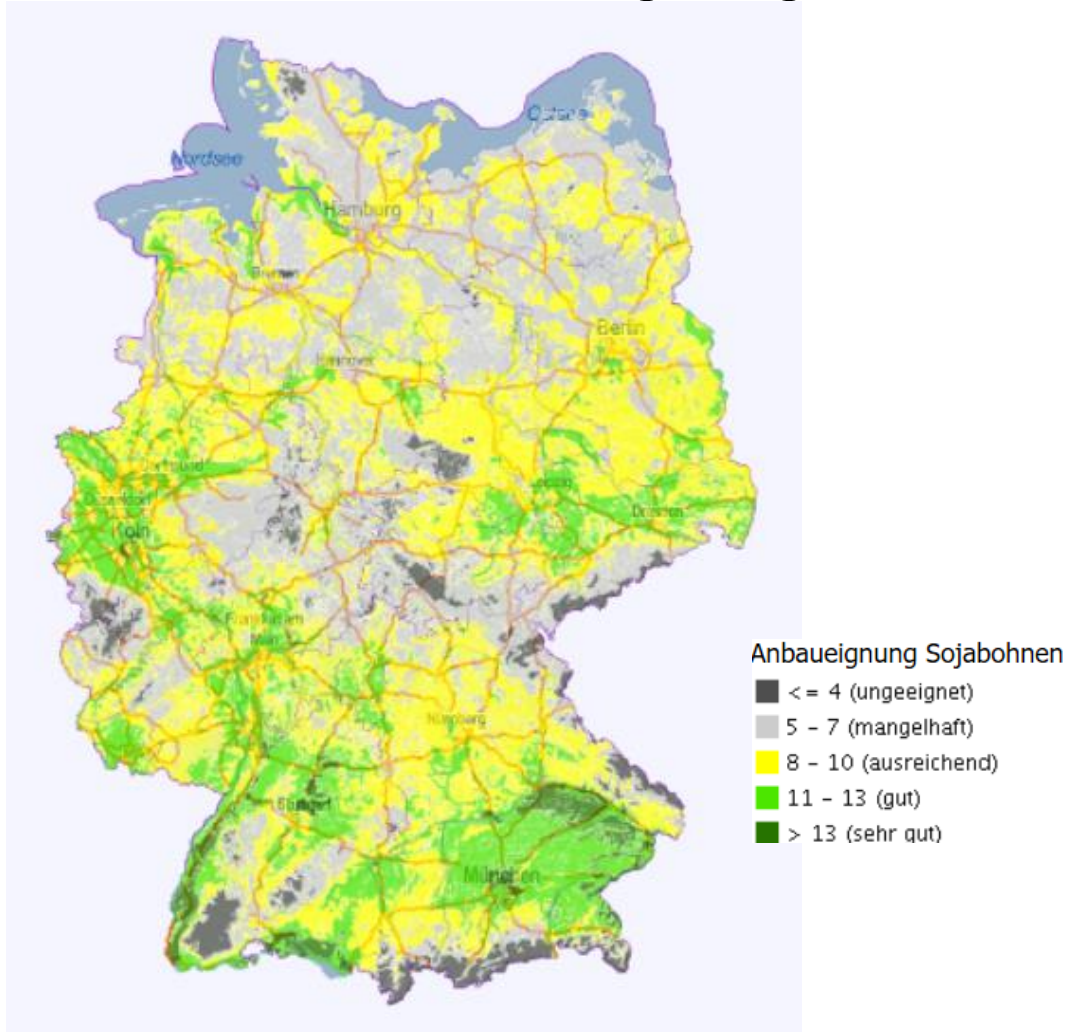 Ostsee
Nordsee
Hamburg
Bremen
Berlin
Hannover
Dortmund
Düsseldorf
Leipzig
Köln
Dresden
Frankfurt am
Main
Nürnberg
Stuttgart
München
Anbaueignung Sojabohnen
<= 4 (ungeeignet)
5 – 7 (mangelhaft)
8 – 10 (ausreichend)
11 – 13 (gut)
> 13 (sehr gut)